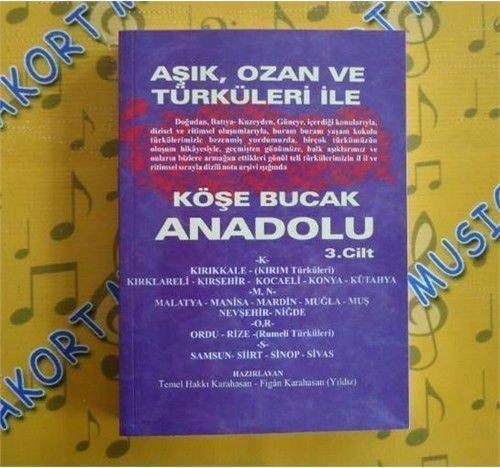 AŞIK, OZAN VE
TÜRKÜLERİ İLE
Doğudan, Batıya- Kuzeyden, Güneye, içerdiği konularıyla,
dizisel ve ritimsel oluşumlarıyla, buram buram yaşam kokulu
türkülerimizle bezenmiş yurdumuzda, birçok türkümüzün
oluşum hikâyesiyle, geçmişten günümüze, halk aşıklarımız ve
onların bizlere armağan ettikleri gönül teli türkülerimizin il il ve
ritimsel sırayla dizili nota arşivi ışığında
KÖŞE BUCAK
ANADOLU
3.Cilt
-K-
KIRIKKALE - (KIRIM Türküleri)
KIRKLARELİ - KIRŞEHİR - KOCAELİ - KONYA - KÜTAHYA
-M, N-
MALATYA - MANİSA - MARDİN - MUĞLA - MUŞ
NEVŞEHİR- NİĞDE
-O,R-
ORDU - RİZE -(Rumeli Türküleri)
-S-
SAMSUN- SİİRT - SİNOP - SİVAS
HAZIRLAYAN
Temel Hakkı Karahasan - Figân Karahasan (Yıldız)
AKORT MUSIC
AKORT MUSIC